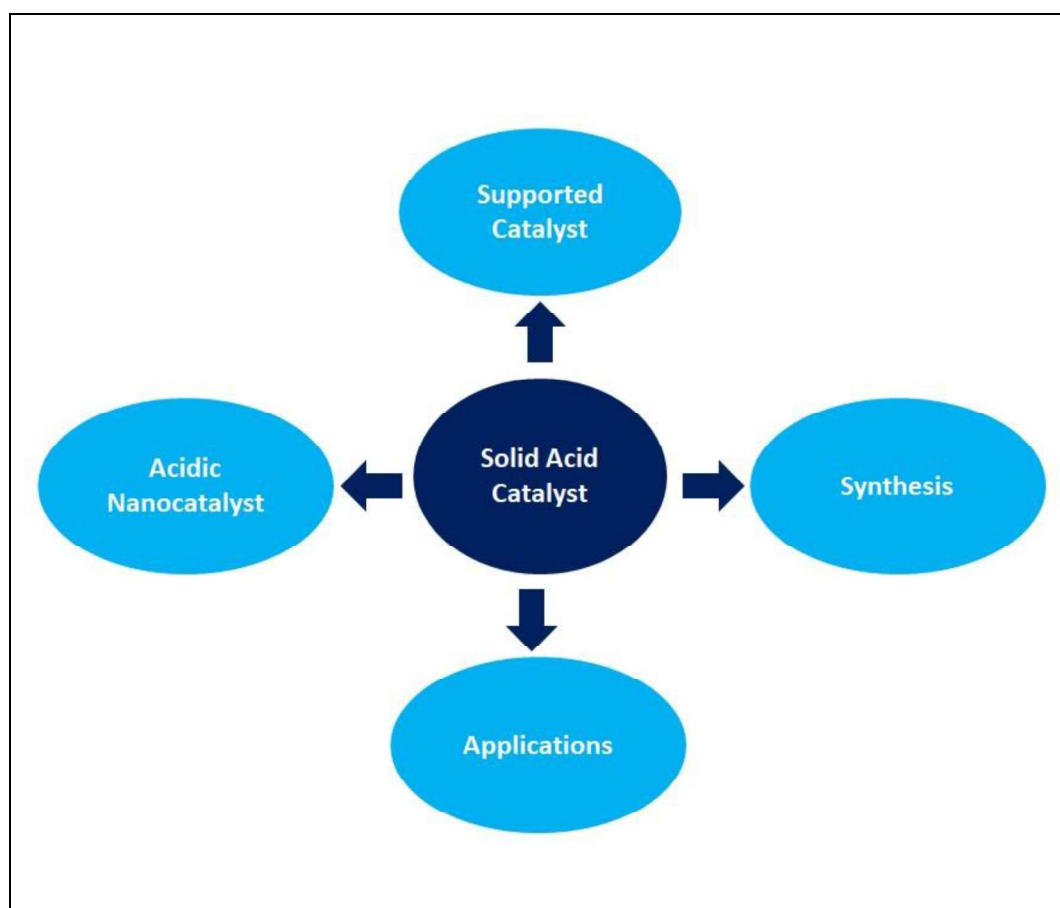 Supported
Catalyst
Acidic
Nanocatalyst
Solid Acid
Catalyst
Synthesis
Applications